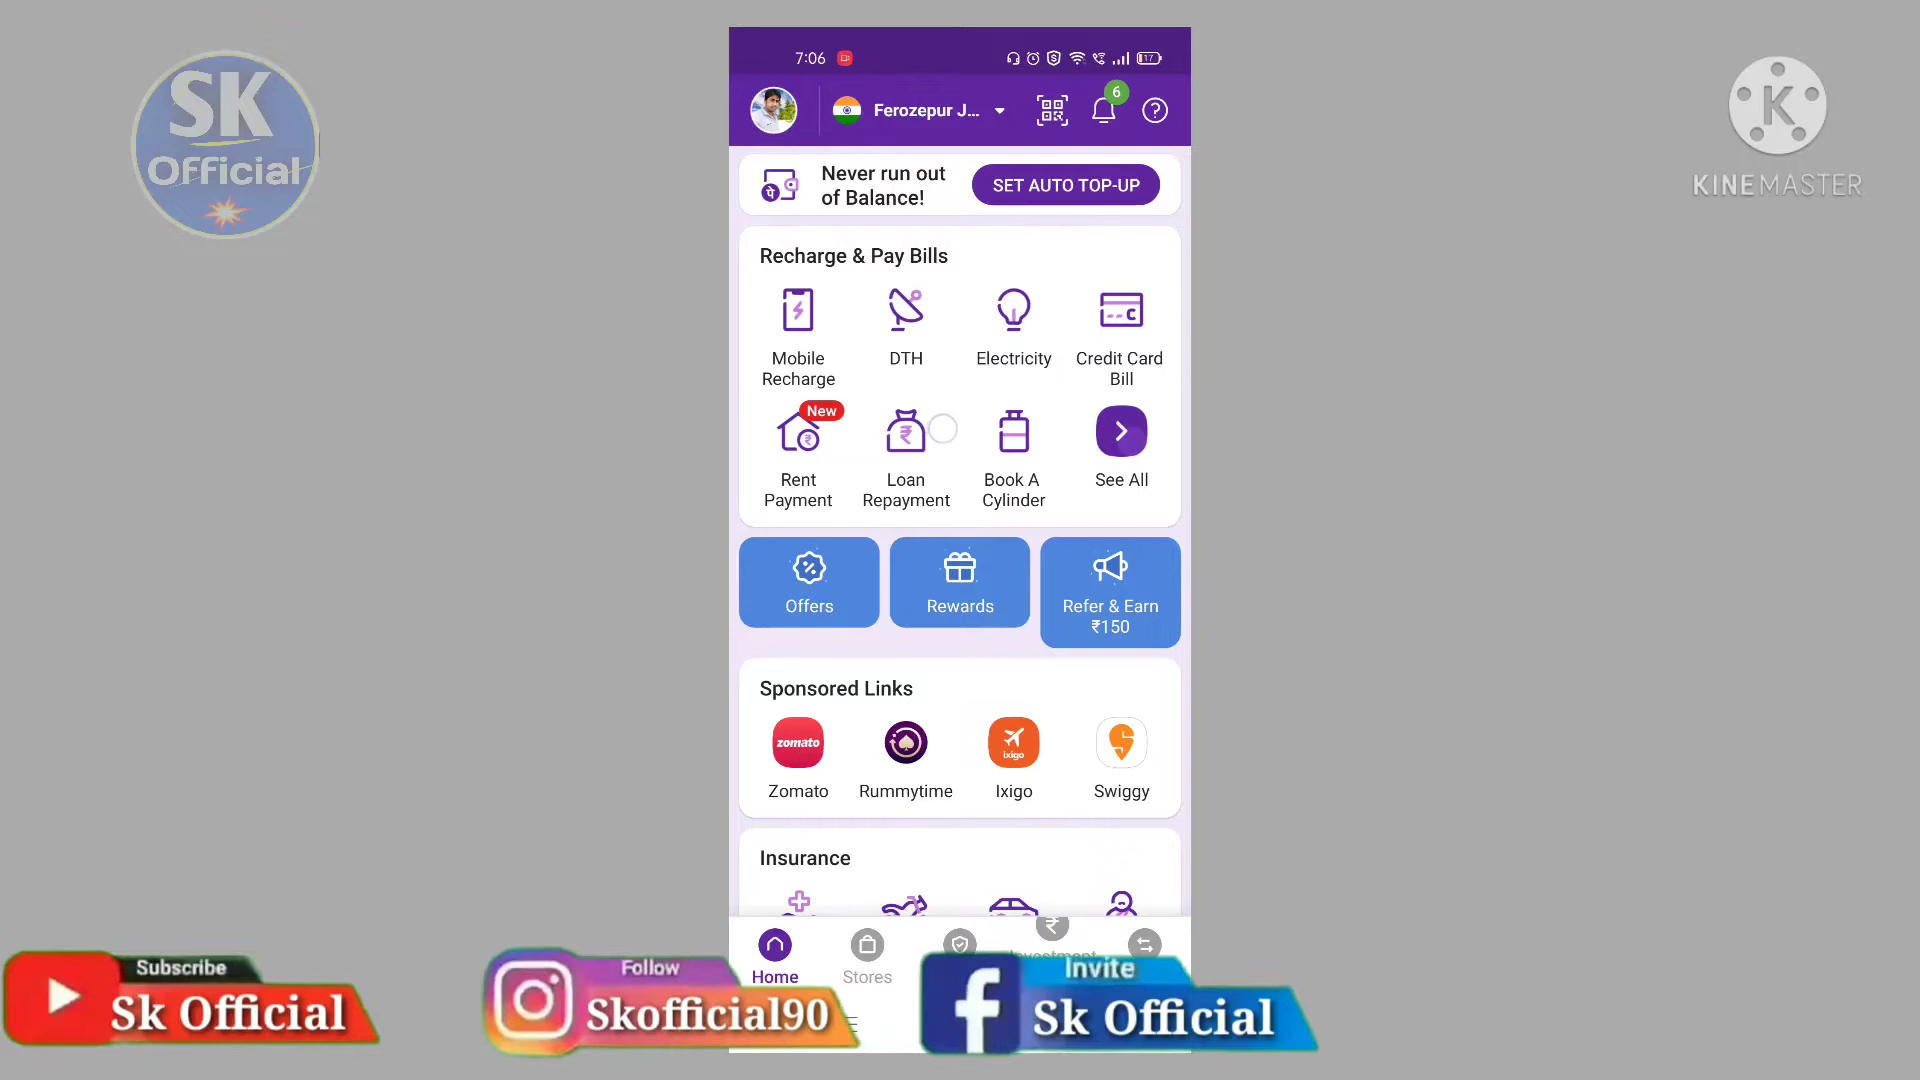 SK
Official
KINEMASTER
7:06
17
Ferozepur J...
6
Never run out
of Balance!
SET AUTO TOP-UP
पे
Recharge & Pay Bills
Mobile
Recharge
DTH
Electricity
Credit Card
Bill
New
Rent
Payment
Loan
Repayment
Book A
Cylinder
See All
Offers
Rewards
Refer & Earn
₹150
Sponsored Links
zomato
ixigo
Zomato
Rummytime
Ixigo
Swiggy
Insurance
Home
Stores
Investment
Subscribe
Sk Official
Follow
Skofficial90
Invite
Sk Official